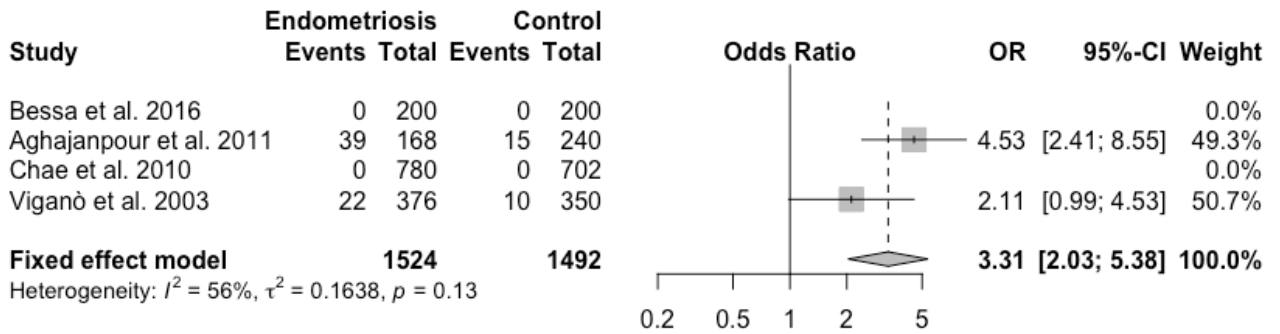 Endometriosis Control
Study Events Total Events Total Odds Ratio OR 95%-CI Weight
Bessa et al. 2016 0 200 0 200 0.0%
Aghajanpour et al. 2011 39 168 15 240 4.53 [2.41; 8.55] 49.3%
Chae et al. 2010 0 780 0 702 0.0%
Viganò et al. 2003 22 376 10 350 2.11 [0.99; 4.53] 50.7%
Fixed effect model 1524 1492 3.31 [2.03; 5.38] 100.0%
Heterogeneity: I² = 56%, τ² = 0.1638, p = 0.13
0.2 0.5 1 2 5